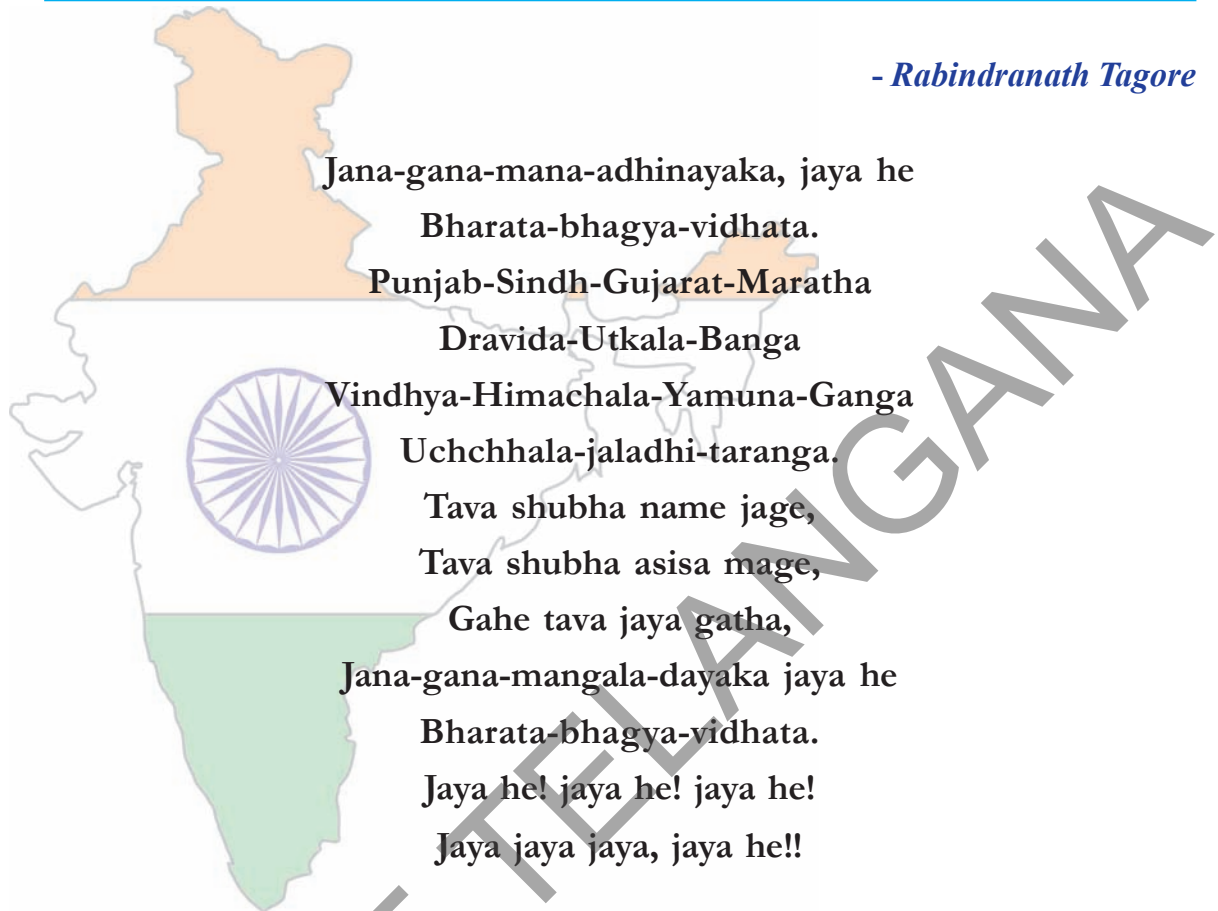 - Rabindranath Tagore
Jana-gana-mana-adhinayaka, jaya he
Bharata-bhagya-vidhata.
Punjab-Sindh-Gujarat-Maratha
Dravida-Utkala-Banga
Vindhya-Himachala-Yamuna-Ganga
Uchchhala-jaladhi-taranga.
Tava shubha name jage,
Tava shubha asisa mage,
Gahe tava jaya gatha,
Jana-gana-mangala-dayaka jaya he
Bharata-bhagya-vidhata.
Jaya he! jaya he! jaya he!
Jaya jaya jaya, jaya he!!
TELANGANA